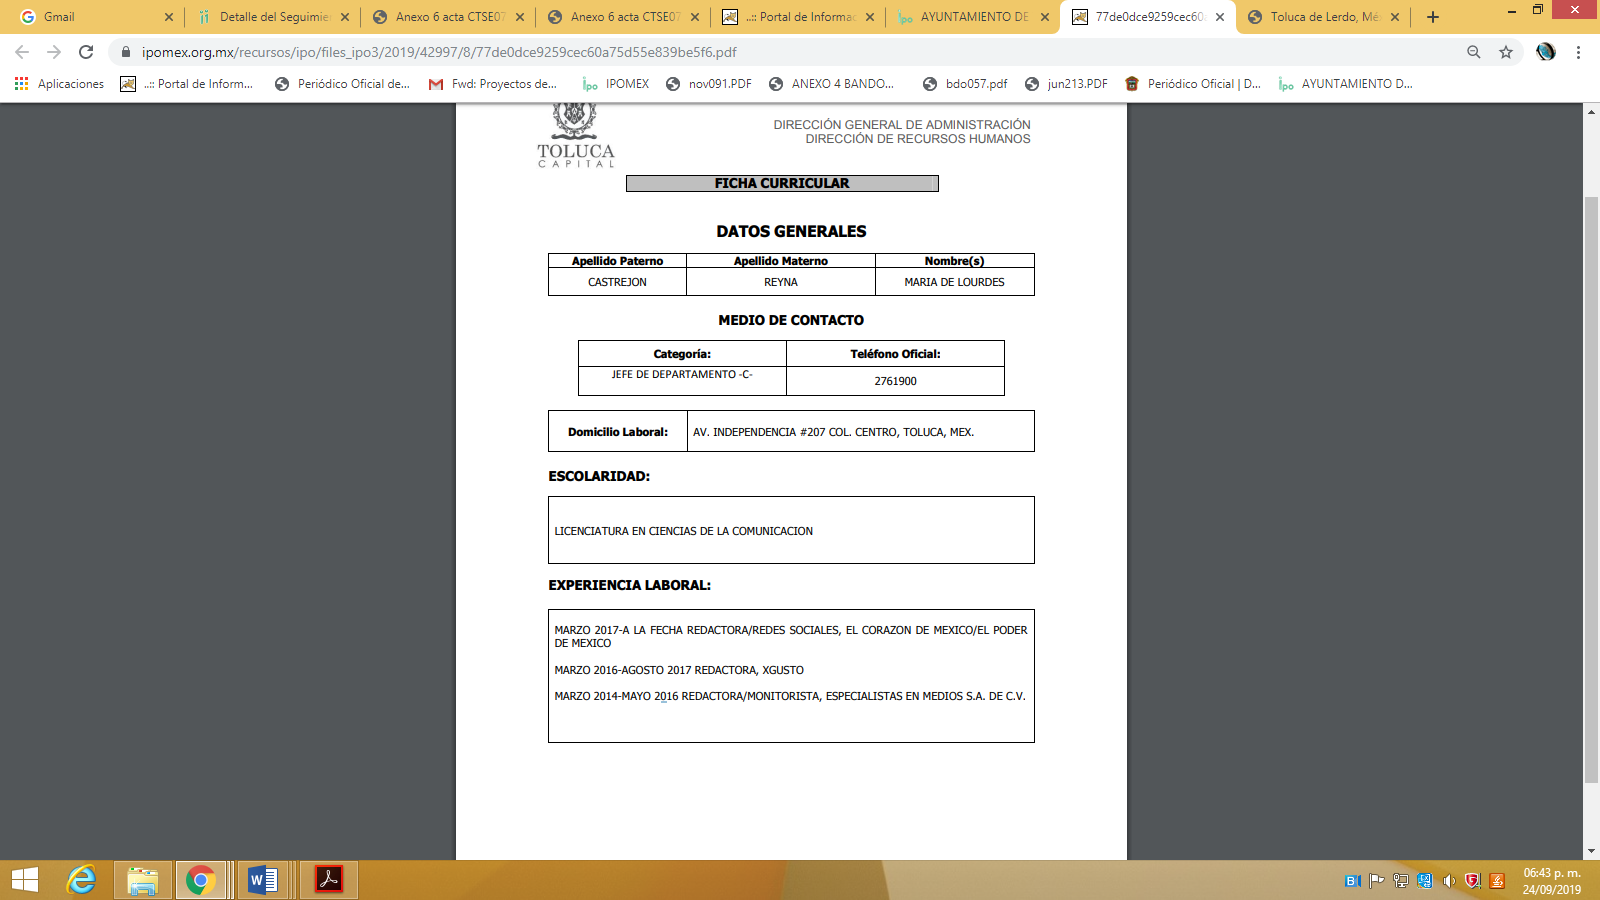 Gmail
Detalle del Seguimie
Anexo 6 acta CTSE07
Anexo 6 acta CTSE07
..:: Portal de Informac
AYUNTAMIENTO DE
77de0dce9259cec60a
Toluca de Lerdo, Mé
ipomex.org.mx/recursos/ipo/files_ipo3/2019/42997/8/77de0dce9259cec60a75d55e839be5f6.pdf
Aplicaciones
..:: Portal de Inform...
Periódico Oficial de...
Fwd: Proyectos de...
IPOMEX
nov091.PDF
ANEXO 4 BANDO...
bdo057.pdf
jun213.PDF
Periódico Oficial | D...
AYUNTAMIENTO D...
TOLUCA
CAPITAL
DIRECCIÓN GENERAL DE ADMINISTRACIÓN
DIRECCIÓN DE RECURSOS HUMANOS
FICHA CURRICULAR
DATOS GENERALES
Apellido Paterno Apellido Materno Nombre(s)
CASTREJON REYNA MARIA DE LOURDES
MEDIO DE CONTACTO
Categoría: Teléfono Oficial:
JEFE DE DEPARTAMENTO -C- 2761900
Domicilio Laboral: AV. INDEPENDENCIA #207 COL. CENTRO, TOLUCA, MEX.
ESCOLARIDAD:
LICENCIATURA EN CIENCIAS DE LA COMUNICACION
EXPERIENCIA LABORAL:
MARZO 2017-A LA FECHA REDACTORA/REDES SOCIALES, EL CORAZON DE MEXICO/EL PODER
DE MEXICO
MARZO 2016-AGOSTO 2017 REDACTORA, XGUSTO
MARZO 2014-MAYO 2016 REDACTORA/MONITORISTA, ESPECIALISTAS EN MEDIOS S.A. DE C.V.
06:43 p. m.
24/09/2019